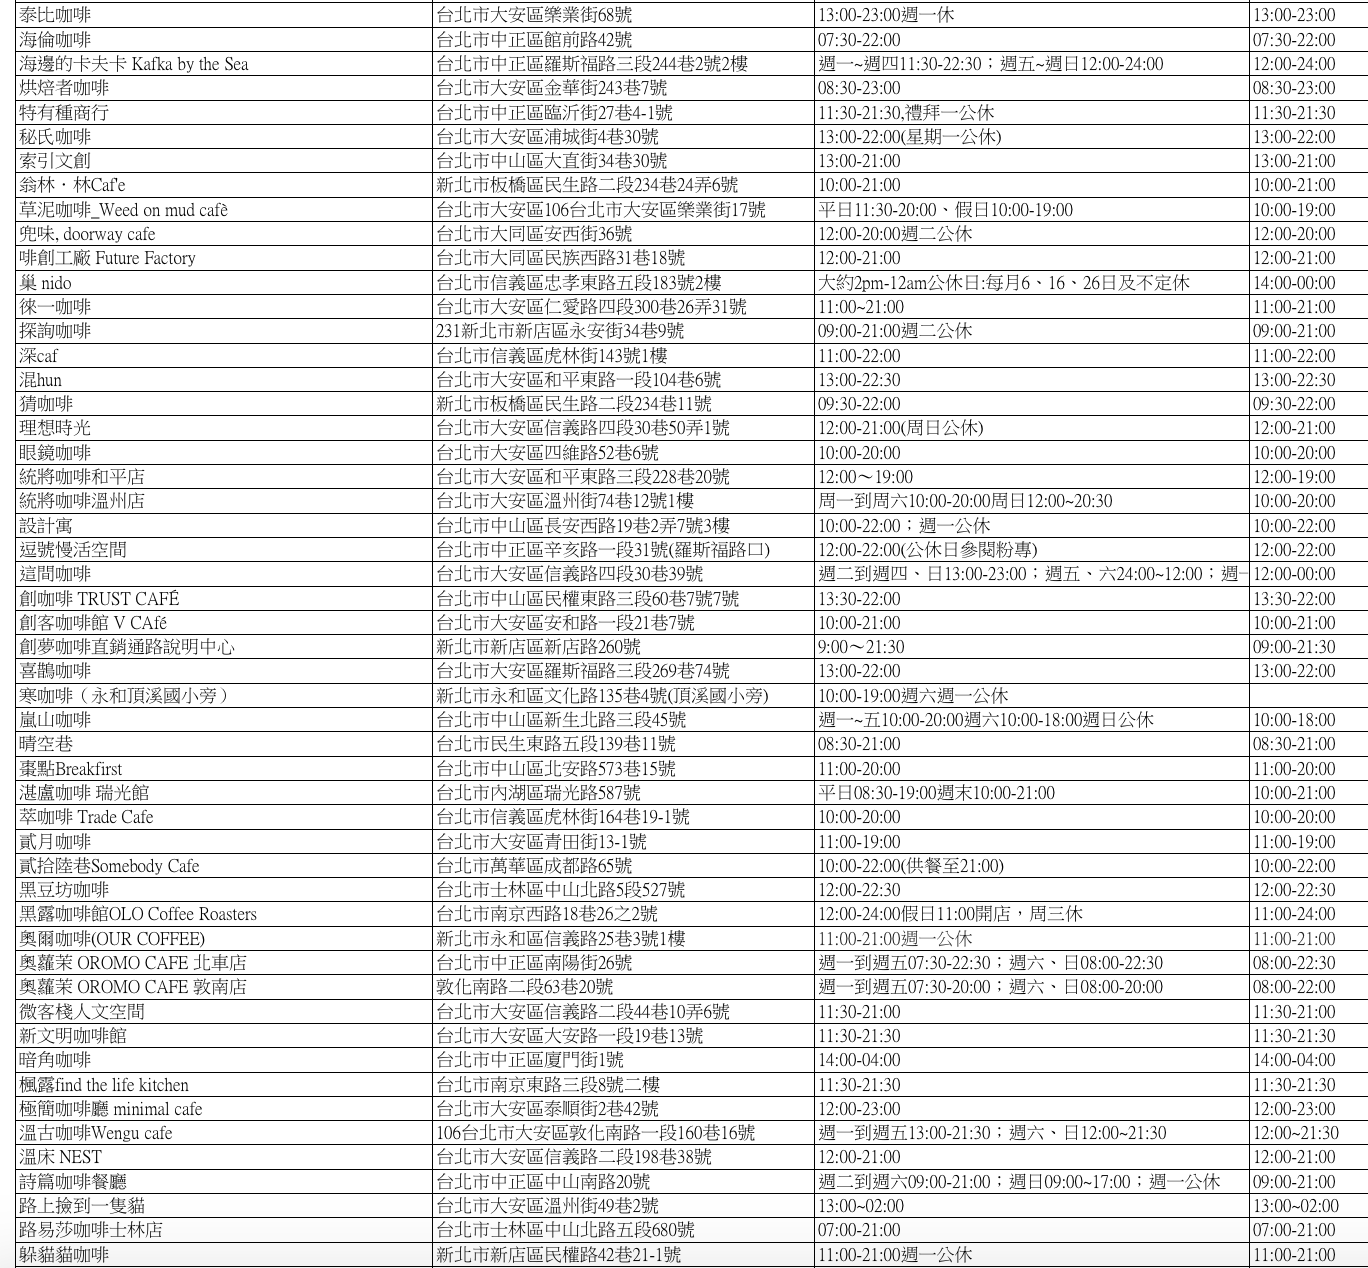 泰比咖啡 台北市大安區樂業街68號 13:00-23:00週一休 13:00-23:00
海倫咖啡 台北市中正區館前路42號 07:30-22:00 07:30-22:00
海邊的卡夫卡 Kafka by the Sea 台北市中正區羅斯福路三段244巷2號2樓 週一~週四11:30-22:30；週五~週日12:00-24:00 12:00-24:00
烘焙者咖啡 台北市大安區金華街243巷7號 08:30-23:00 08:30-23:00
特有種商行 台北市中正區臨沂街27巷4-1號 11:30-21:30,禮拜一公休 11:30-21:30
秘氏咖啡 台北市大安區浦城街4巷30號 13:00-22:00(星期一公休) 13:00-22:00
索引文創 台北市中山區大直街34巷30號 13:00-21:00 13:00-21:00
翁林．林Caf'e 新北市板橋區民生路二段234巷24弄6號 10:00-21:00 10:00-21:00
草泥咖啡_Weed on mud cafè 台北市大安區106台北市大安區樂業街17號 平日11:30-20:00、假日10:00-19:00 10:00-19:00
兜味, doorway cafe 台北市大同區安西街36號 12:00-20:00週二公休 12:00-20:00
啡創工廠 Future Factory 台北市大同區民族西路31巷18號 12:00-21:00 12:00-21:00
巢 nido 台北市信義區忠孝東路五段183號2樓 大約2pm-12am公休日:每月6、16、26日及不定休 14:00-00:00
徠一咖啡 台北市大安區仁愛路四段300巷26弄31號 11:00~21:00 11:00-21:00
探詢咖啡 231新北市新店區永安街34巷9號 09:00-21:00週二公休 09:00-21:00
深caf 台北市信義區虎林街143號1樓 11:00-22:00 11:00-22:00
混hun 台北市大安區和平東路一段104巷6號 13:00-22:30 13:00-22:30
猜咖啡 新北市板橋區民生路二段234巷11號 09:30-22:00 09:30-22:00
理想時光 台北市大安區信義路四段30巷50弄1號 12:00-21:00(周日公休) 12:00-21:00
眼鏡咖啡 台北市大安區四維路52巷6號 10:00-20:00 10:00-20:00
統將咖啡和平店 台北市大安區和平東路三段228巷20號 12:00～19:00 12:00-19:00
統將咖啡溫州店 台北市大安區溫州街74巷12號1樓 周一到周六10:00-20:00周日12:00~20:30 10:00-20:00
設計寓 台北市中山區長安西路19巷2弄7號3樓 10:00-22:00；週一公休 10:00-22:00
逗號慢活空間 台北市中正區辛亥路一段31號(羅斯福路口) 12:00-22:00(公休日參閱粉專) 12:00-22:00
這間咖啡 台北市大安區信義路四段30巷39號 週二到週四、日13:00-23:00；週五、六24:00~12:00；週一 12:00-00:00
創咖啡 TRUST CAFÉ 台北市中山區民權東路三段60巷7號7號 13:30-22:00 13:30-22:00
創客咖啡館 V CAfé 台北市大安區安和路一段21巷7號 10:00-21:00 10:00-21:00
創夢咖啡直銷通路說明中心 新北市新店區新店路260號 9:00～21:30 09:00-21:30
喜鵲咖啡 台北市大安區羅斯福路三段269巷74號 13:00-22:00 13:00-22:00
寒咖啡（永和頂溪國小旁） 新北市永和區文化路135巷4號(頂溪國小旁) 10:00-19:00週六週一公休
嵐山咖啡 台北市中山區新生北路三段45號 週一~五10:00-20:00週六10:00-18:00週日公休 10:00-18:00
晴空巷 台北市民生東路五段139巷11號 08:30-21:00 08:30-21:00
棗點Breakfirst 台北市中山區北安路573巷15號 11:00-20:00 11:00-20:00
湛盧咖啡 瑞光館 台北市內湖區瑞光路587號 平日08:30-19:00週末10:00-21:00 10:00-21:00
萃咖啡 Trade Cafe 台北市信義區虎林街164巷19-1號 10:00-20:00 10:00-20:00
貳月咖啡 台北市大安區青田街13-1號 11:00-19:00 11:00-19:00
貳拾陸巷Somebody Cafe 台北市萬華區成都路65號 10:00-22:00(供餐至21:00) 10:00-22:00
黑豆坊咖啡 台北市士林區中山北路5段527號 12:00-22:30 12:00-22:30
黑露咖啡館OLO Coffee Roasters 台北市南京西路18巷26之2號 12:00-24:00假日11:00開店，周三休 11:00-24:00
奧爾咖啡(OUR COFFEE) 新北市永和區信義路25巷3號1樓 11:00-21:00週一公休 11:00-21:00
奧蘿茉 OROMO CAFE 北車店 台北市中正區南陽街26號 週一到週五07:30-22:30；週六、日08:00-22:30 08:00-22:30
奧蘿茉 OROMO CAFE 敦南店 敦化南路二段63巷20號 週一到週五07:30-20:00；週六、日08:00-20:00 08:00-22:00
微客棧人文空間 台北市大安區信義路二段44巷10弄6號 11:30-21:00 11:30-21:00
新文明咖啡館 台北市大安區大安路一段19巷13號 11:30-21:30 11:30-21:30
暗角咖啡 台北市中正區廈門街1號 14:00-04:00 14:00-04:00
楓露find the life kitchen 台北市南京東路三段8號二樓 11:30-21:30 11:30-21:30
極簡咖啡廳 minimal cafe 台北市大安區泰順街2巷42號 12:00-23:00 12:00-23:00
溫古咖啡Wengu cafe 106台北市大安區敦化南路一段160巷16號 週一到週五13:00-21:30；週六、日12:00~21:30 12:00~21:30
溫床 NEST 台北市大安區信義路二段198巷38號 12:00-21:00 12:00-21:00
詩篇咖啡餐廳 台北市中正區中山南路20號 週二到週六09:00-21:00；週日09:00~17:00；週一公休 09:00-21:00
路上撿到一隻貓 台北市大安區溫州街49巷2號 13:00~02:00 13:00~02:00
路易莎咖啡士林店 台北市士林區中山北路五段680號 07:00-21:00 07:00-21:00
躲貓貓咖啡 新北市新店區民權路42巷21-1號 11:00-21:00週一公休 11:00-21:00